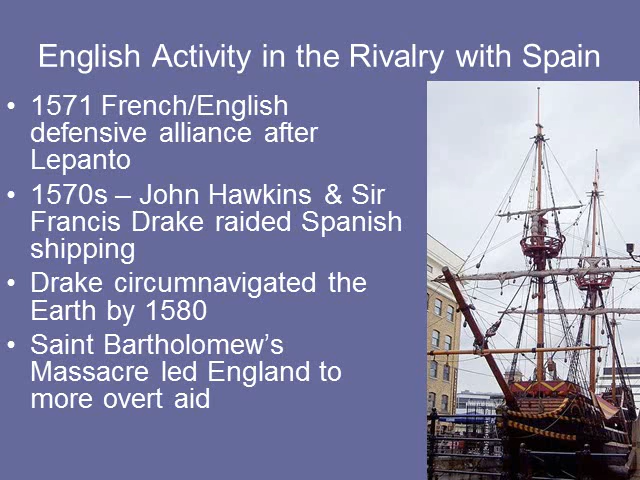 English Activity in the Rivalry with Spain
• 1571 French/English
defensive alliance after
Lepanto
• 1570s – John Hawkins & Sir
Francis Drake raided Spanish
shipping
• Drake circumnavigated the
Earth by 1580
• Saint Bartholomew’s
Massacre led England to
more overt aid